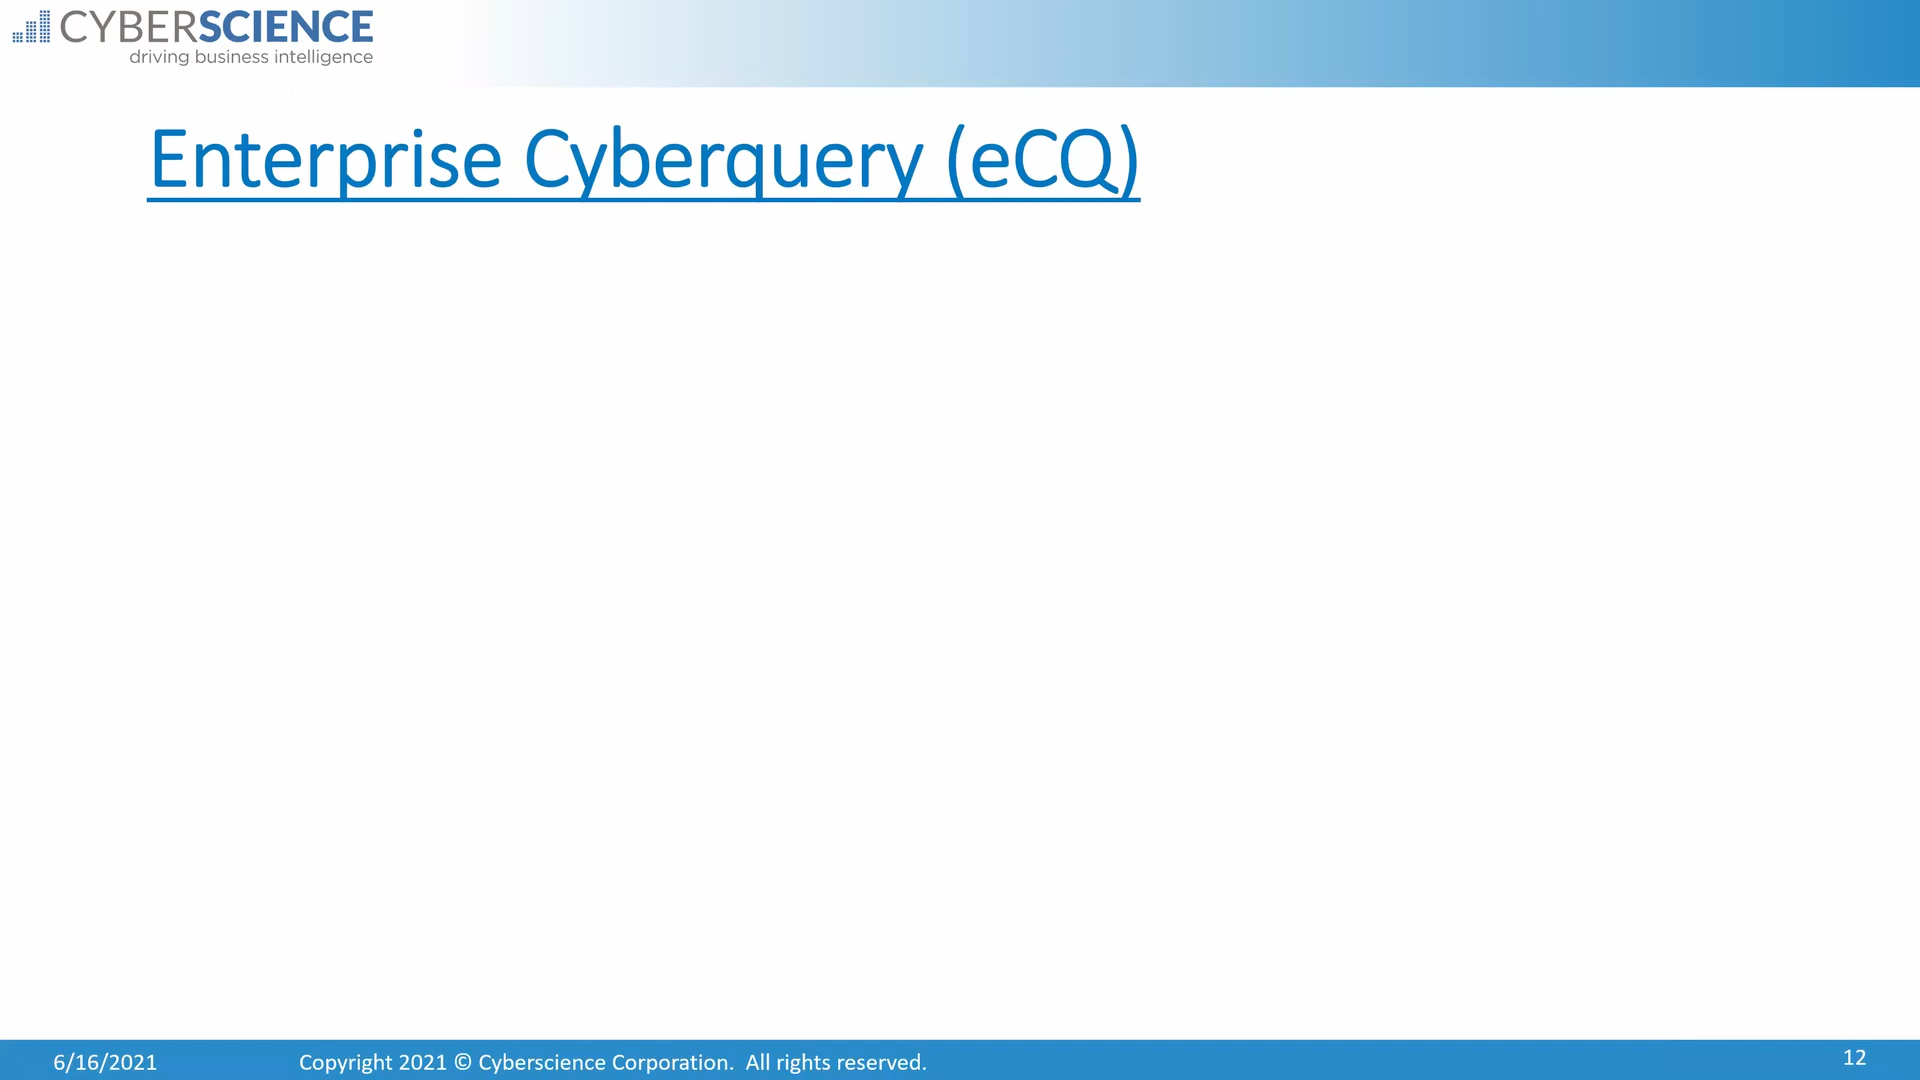 CYBERSCIENCE
driving business intelligence
Enterprise Cyberquery (eCQ)
6/16/2021 Copyright 2021 © Cyberscience Corporation. All rights reserved. 12